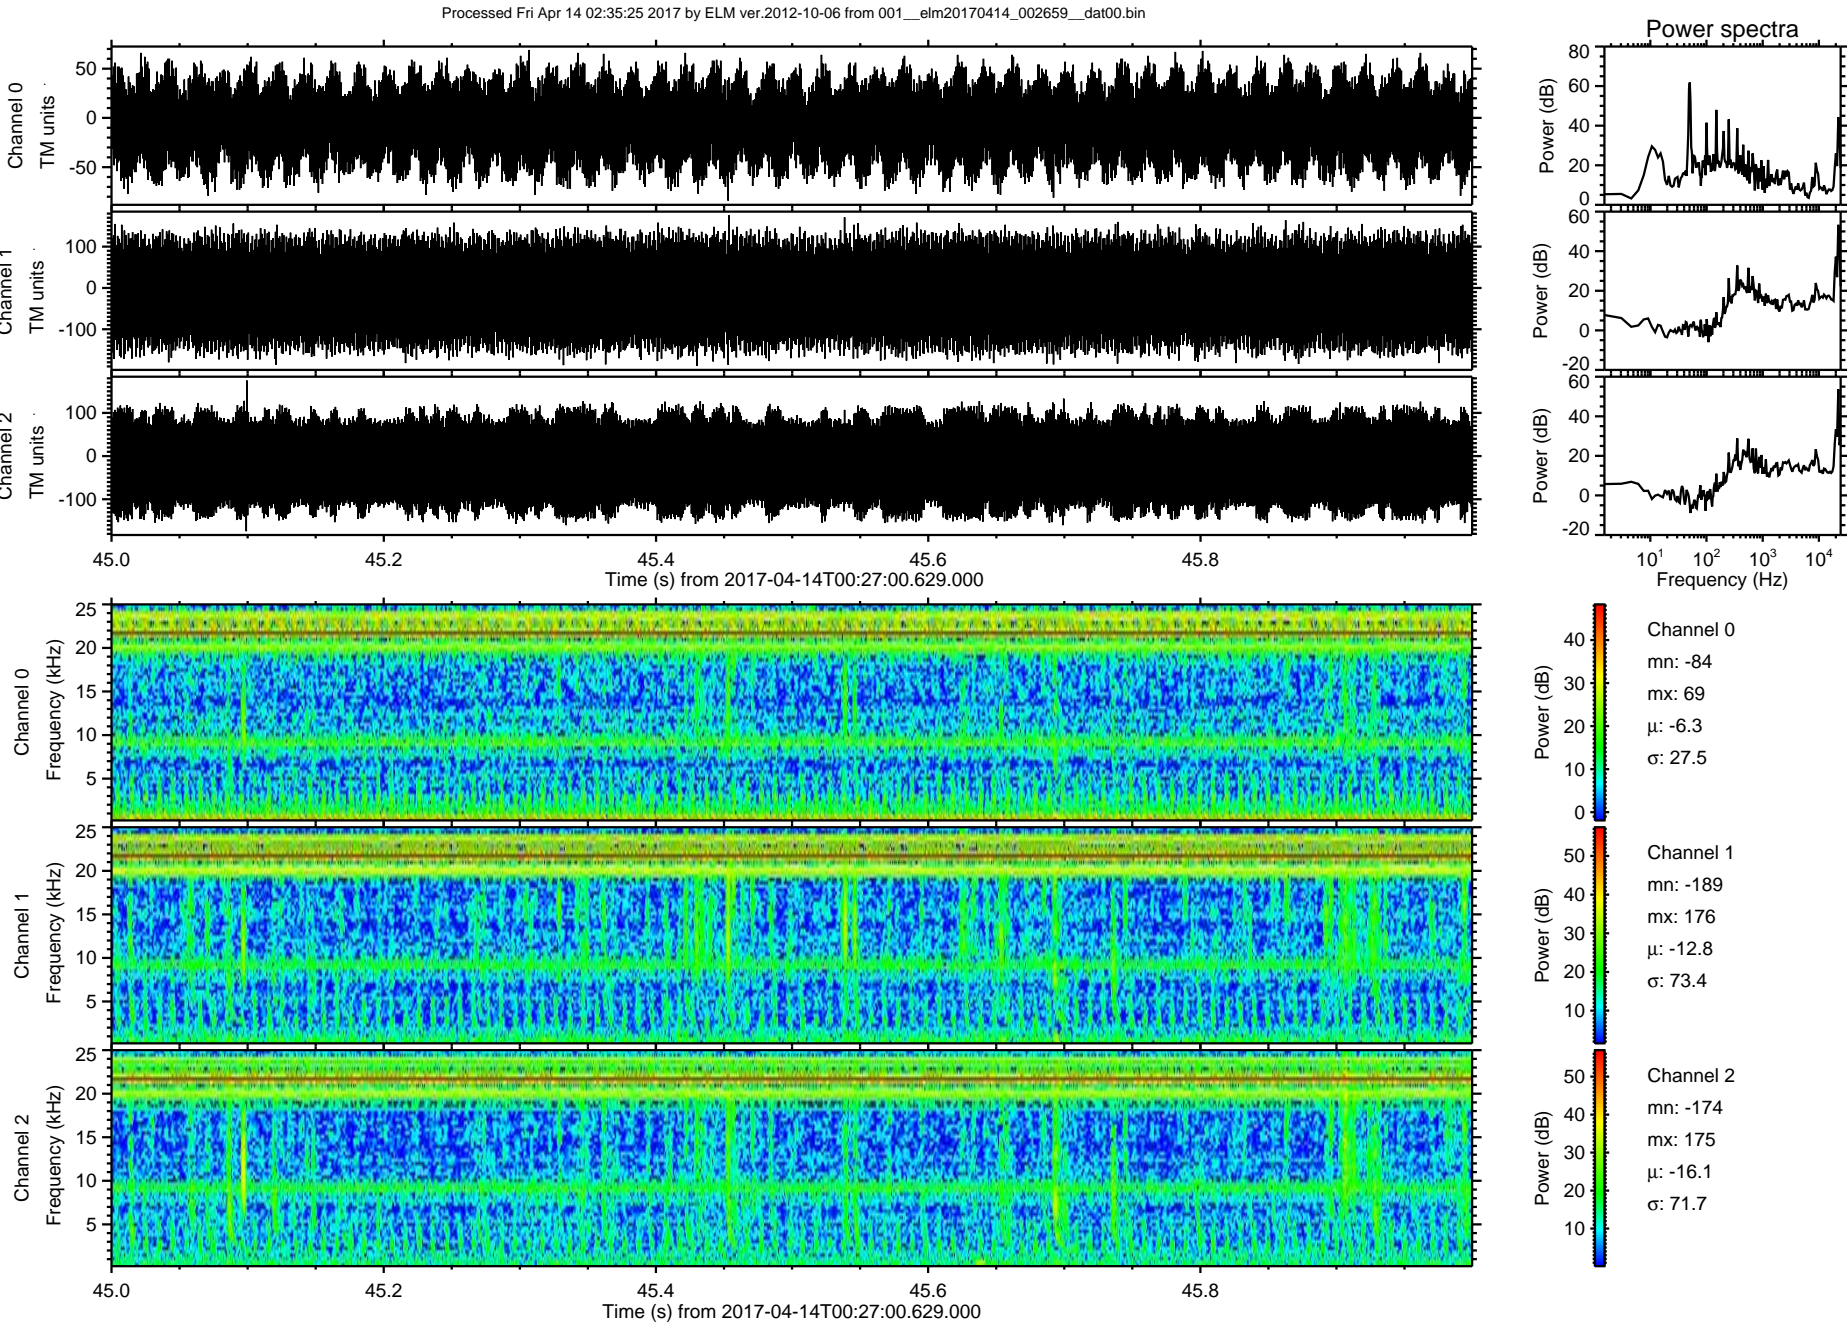 Processed Fri Apr 14 02:35:25 2017 by ELM ver.2012-10-06 from 001__elm20170414_002659__dat00.bin
Power spectra
Channel 0
TM units
50
0
-50
Power (dB)
80
60
40
20
0
Channel 1
TM units
100
0
-100
Power (dB)
60
40
20
0
-20
Channel 2
TM units
100
0
-100
Power (dB)
60
40
20
0
-20
45.0 45.2 45.4 45.6 45.8
Time (s) from 2017-04-14T00:27:00.629.000
10^1 10^2 10^3 10^4
Frequency (Hz)
Channel 0
Frequency (kHz)
25
20
15
10
5
Power (dB)
40
30
20
10
0
Channel 0
mn: -84
mx: 69
μ: -6.3
σ: 27.5
Channel 1
Frequency (kHz)
25
20
15
10
5
Power (dB)
50
40
30
20
10
Channel 1
mn: -189
mx: 176
μ: -12.8
σ: 73.4
Channel 2
Frequency (kHz)
25
20
15
10
5
Power (dB)
50
40
30
20
10
Channel 2
mn: -174
mx: 175
μ: -16.1
σ: 71.7
45.0 45.2 45.4 45.6 45.8
Time (s) from 2017-04-14T00:27:00.629.000